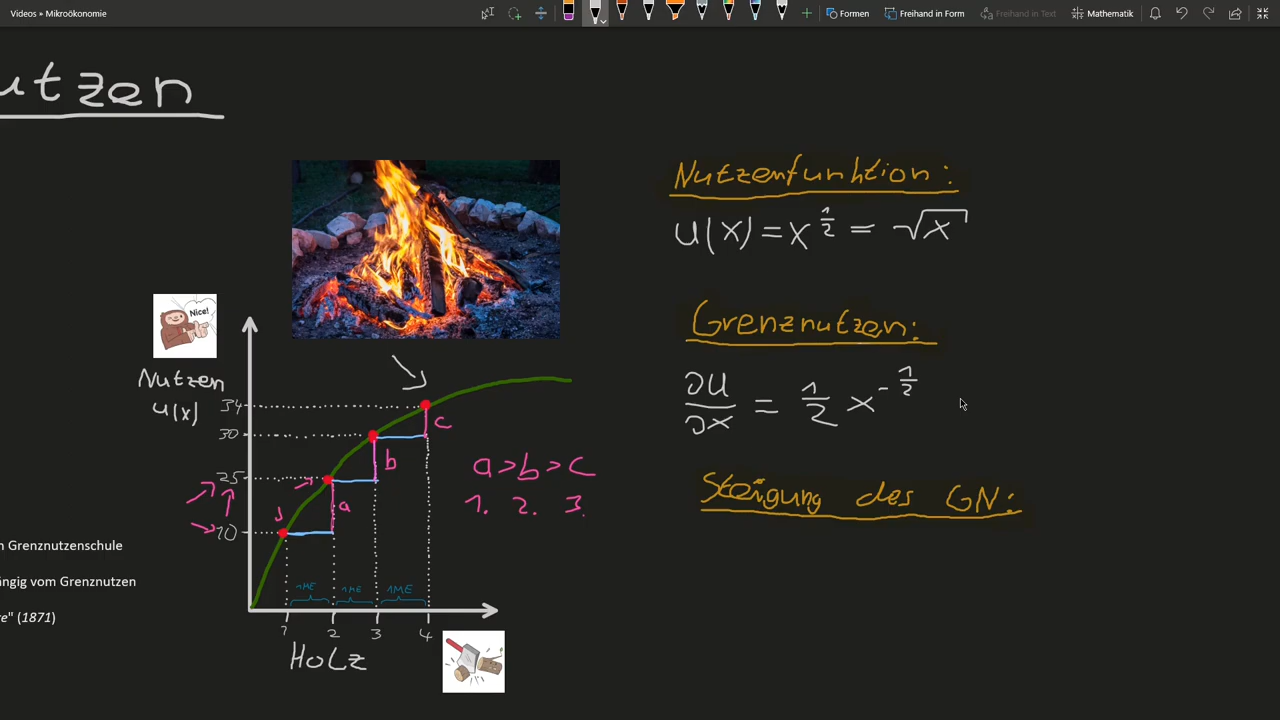 Videos » Mikroökonomie
Formen
Freihand in Form
Freihand in Text
Mathematik
utzen
Nutzenfunktion:
u(x) = x^1/2 = √x
Nice!
Grenznutzen:
∂U/∂x = 1/2 x^-1/2
Nutzen
u(x)
34
30
25
10
a
b
c
a>b>c
1. 2. 3.
Steigung des GN:
n Grenznutzenschule
ngig vom Grenznutzen
e" (1871)
1ME 1ME 1ME
1 2 3 4
HOLZ